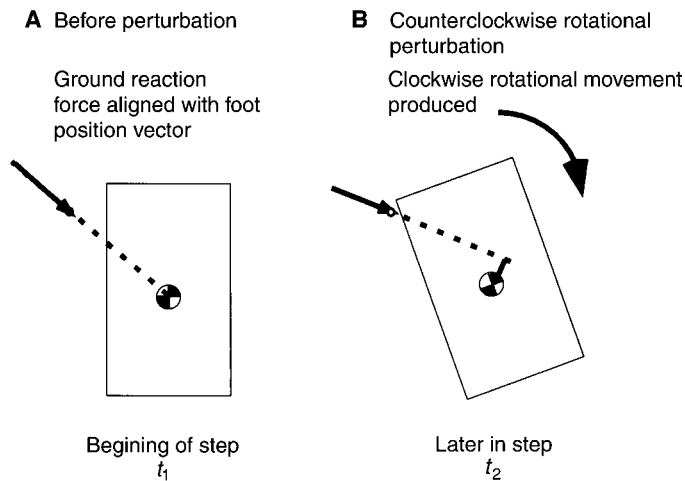 A Before perturbation
Ground reaction
force aligned with foot
position vector
Begining of step
t1
B Counterclockwise rotational
perturbation
Clockwise rotational movement
produced
Later in step
t2